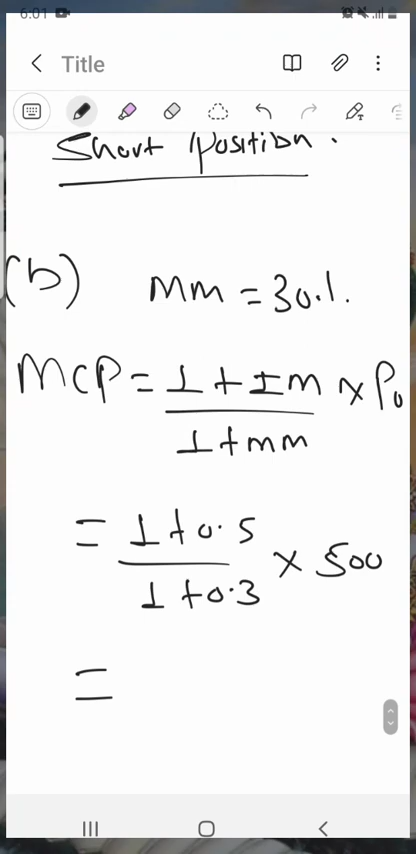 6:01
Title
Short Position.
(b) mm = 30%.
MCP = 1 + Im / 1 + mm × P₀
= 1 + 0.5 / 1 + 0.3 × 500
=